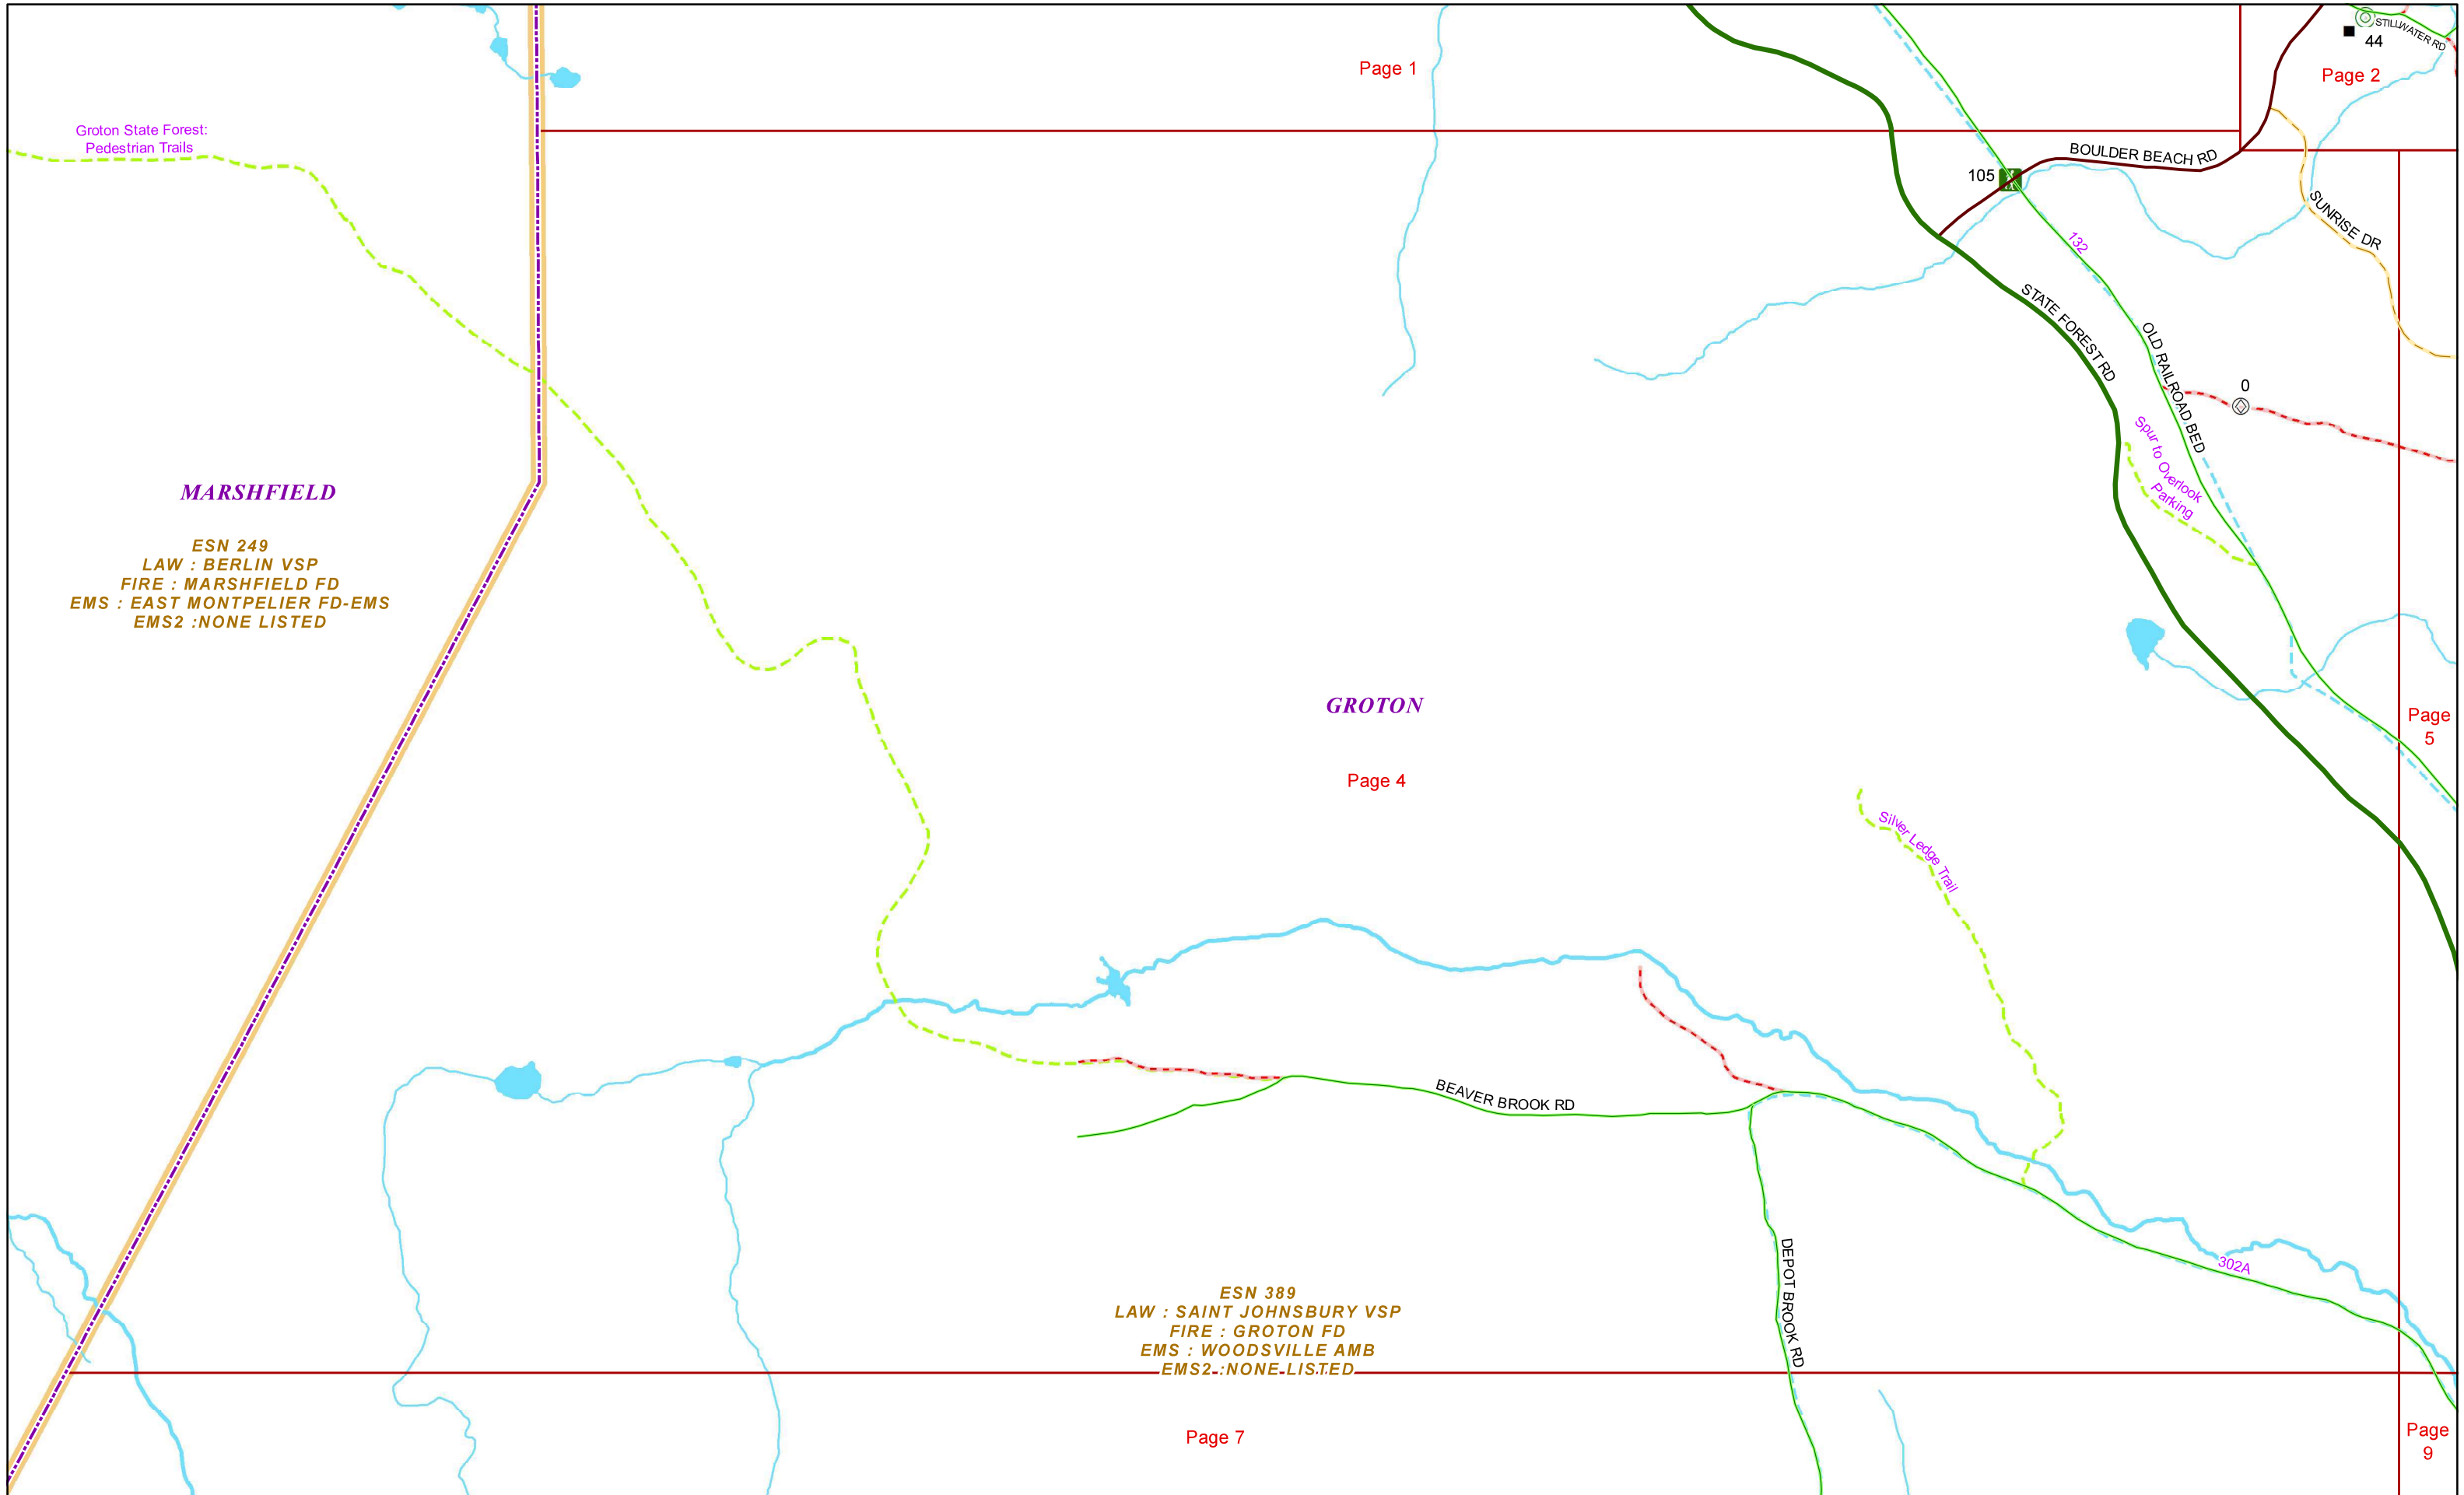 STILLWATER RD
44
Page 1
Page 2
Groton State Forest:
Pedestrian Trails
BOULDER BEACH RD
105
SUNRISE DR
132
STATE FOREST RD
OLD RAILROAD BED
0
Spur to Overlook
Parking
MARSHFIELD
ESN 249
LAW : BERLIN VSP
FIRE : MARSHFIELD FD
EMS : EAST MONTPELIER FD-EMS
EMS2 :NONE LISTED
GROTON
Page 4
Page
5
Silver Ledge Trail
BEAVER BROOK RD
DEPOT BROOK RD
302A
ESN 389
LAW : SAINT JOHNSBURY VSP
FIRE : GROTON FD
EMS : WOODSVILLE AMB
EMS2 :NONE LISTED
Page 7
Page
9